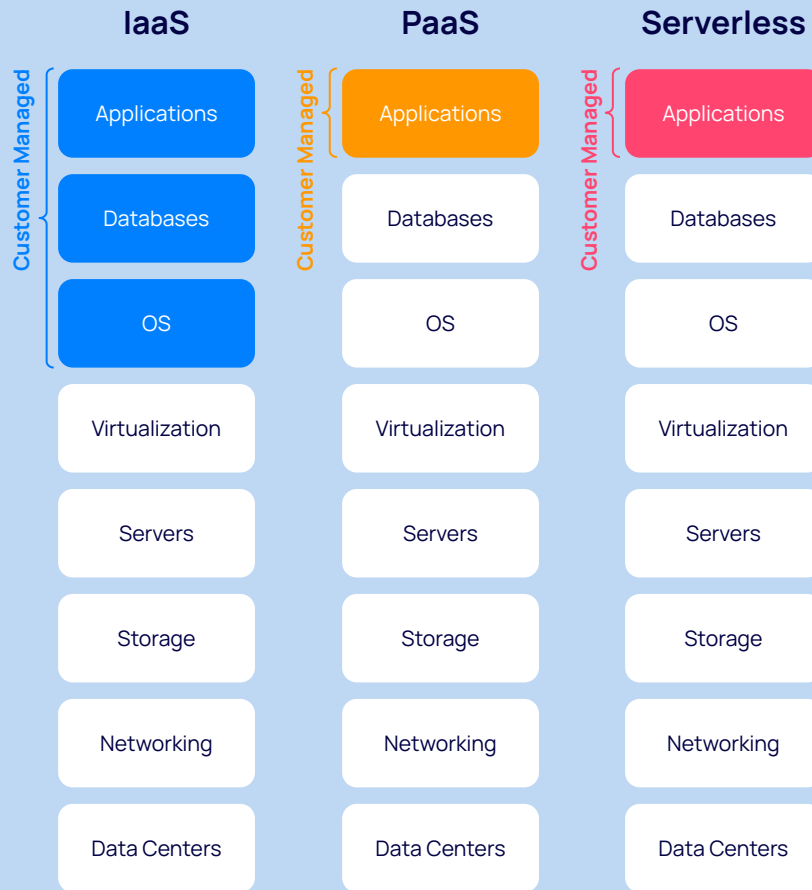 IaaS
PaaS
Serverless
Customer Managed
Applications
Databases
OS
Virtualization
Servers
Storage
Networking
Data Centers
Customer Managed
Applications
Databases
OS
Virtualization
Servers
Storage
Networking
Data Centers
Customer Managed
Applications
Databases
OS
Virtualization
Servers
Storage
Networking
Data Centers